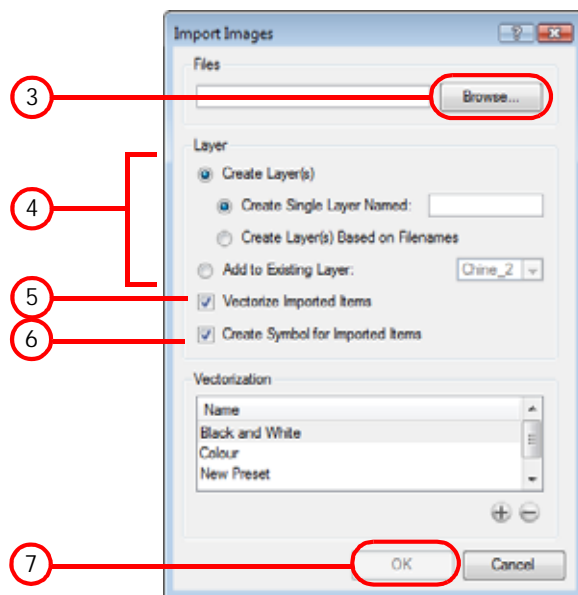 Import Images
Files
3
Browse...
Layer
Create Layer(s)
4
Create Single Layer Named:
Create Layer(s) Based on Filenames
Add to Existing Layer:
Chine_2
5
Vectorize Imported Items
6
Create Symbol for Imported Items
Vectorization
Name
Black and White
Colour
New Preset
7
OK
Cancel